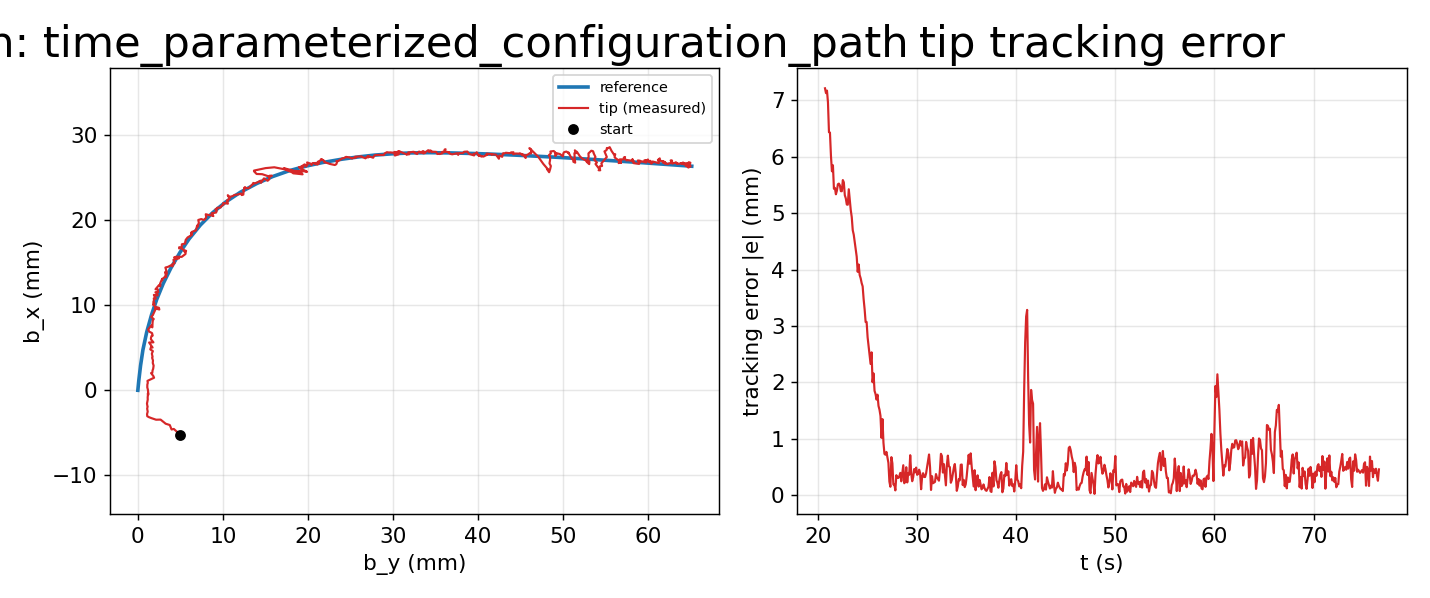 n: time_parameterized_configuration_path tip tracking error
reference
tip (measured)
start
30
20
10
0
−10
b_x (mm)
0 10 20 30 40 50 60
b_y (mm)
7
6
5
4
3
2
1
0
tracking error |e| (mm)
20 30 40 50 60 70
t (s)